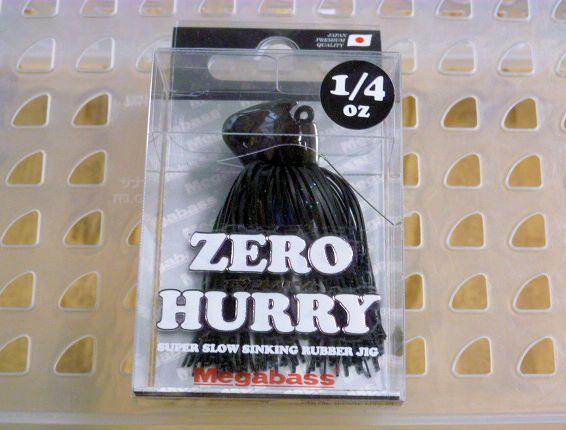 JAPAN
PREMIUM
QUALITY
1/4
OZ
ZERO
HURRY
SUPER SLOW SINKING RUBBER JIG
Megabass